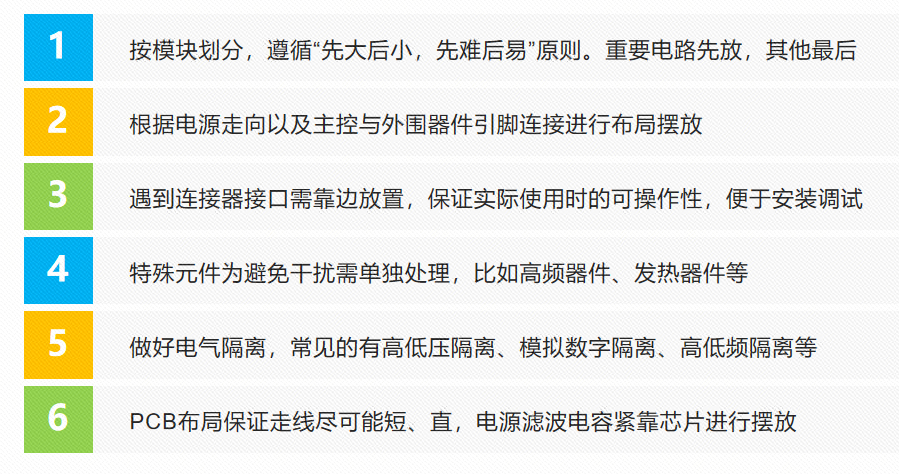 1
按模块划分，遵循“先大后小，先难后易”原则。重要电路先放，其他最后
2
根据电源走向以及主控与外围器件引脚连接进行布局摆放
3
遇到连接器接口需靠边放置，保证实际使用时的可操作性，便于安装调试
4
特殊元件为避免干扰需单独处理，比如高频器件、发热器件等
5
做好电气隔离，常见的有高低压隔离、模拟数字隔离、高低频隔离等
6
PCB布局保证走线尽可能短、直，电源滤波电容紧靠芯片进行摆放